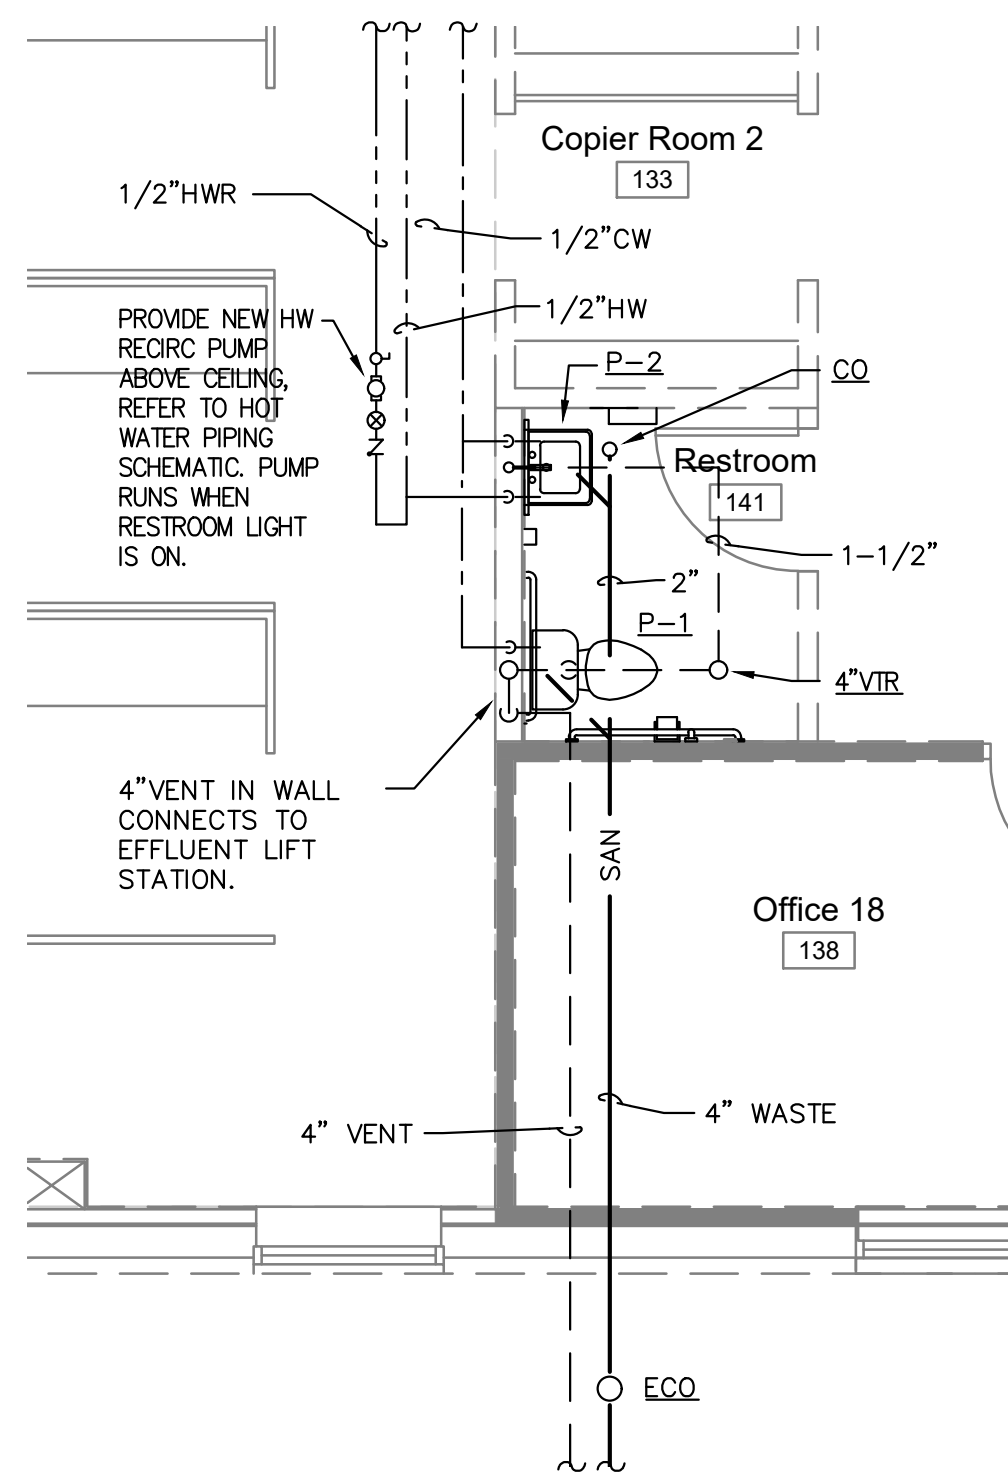 Copier Room 2
133
1/2"HWR
1/2"CW
1/2"HW
PROVIDE NEW HW
RECIRC PUMP
ABOVE CEILING,
REFER TO HOT
WATER PIPING
SCHEMATIC. PUMP
RUNS WHEN
RESTROOM LIGHT
IS ON.
P-2
CO
Restroom
141
1-1/2"
2"
P-1
4"VTR
4"VENT IN WALL
CONNECTS TO
EFFLUENT LIFT
STATION.
SAN
Office 18
138
4" WASTE
4" VENT
ECO